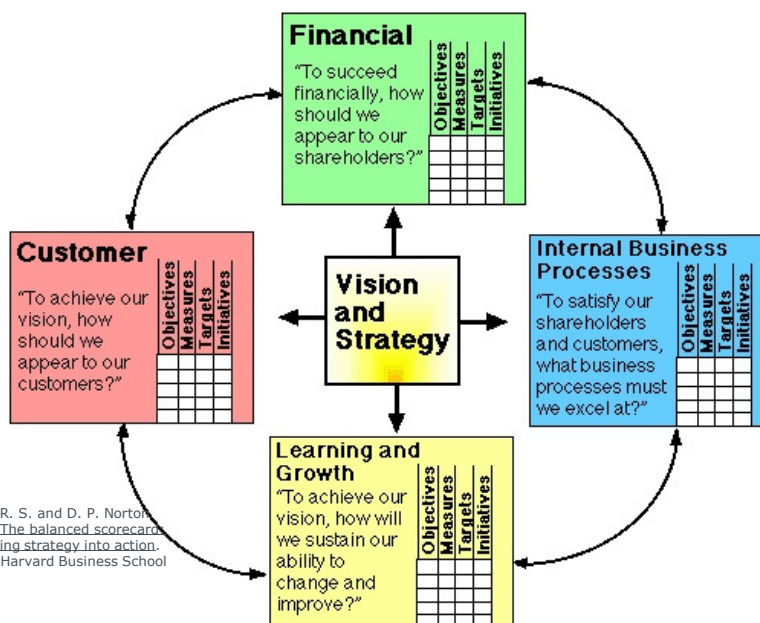 Financial
"To succeed
financially, how
should we
appear to our
shareholders?"
Objectives
Measures
Targets
Initiatives
Customer
"To achieve our
vision, how
should we
appear to our
customers?"
Objectives
Measures
Targets
Initiatives
Vision
and
Strategy
Internal Business
Processes
"To satisfy our
shareholders
and customers,
what business
processes must
we excel at?"
Objectives
Measures
Targets
Initiatives
Learning and
Growth
"To achieve our
vision, how will
we sustain our
ability to
change and
improve?"
Objectives
Measures
Targets
Initiatives
R. S. and D. P. Norton
The balanced scorecard
ing strategy into action.
Harvard Business School